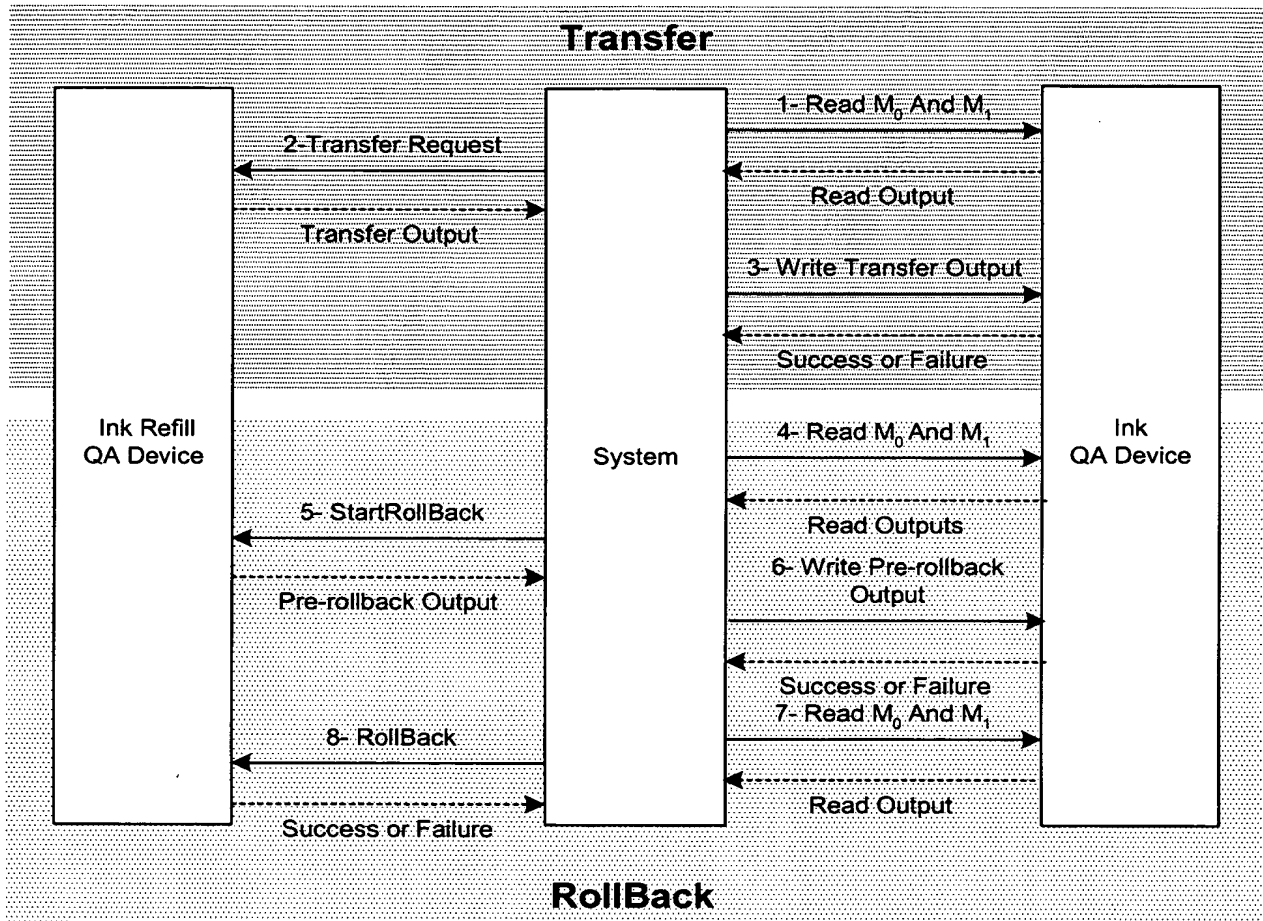 Transfer
1- Read M₀ And M₁
2-Transfer Request
Read Output
Transfer Output
3- Write Transfer Output
Success or Failure
Ink Refill
QA Device
System
Ink
QA Device
4- Read M₀ And M₁
Read Outputs
5- StartRollBack
6- Write Pre-rollback
Output
Pre-rollback Output
Success or Failure
7- Read M₀ And M₁
8- RollBack
Read Output
Success or Failure
RollBack